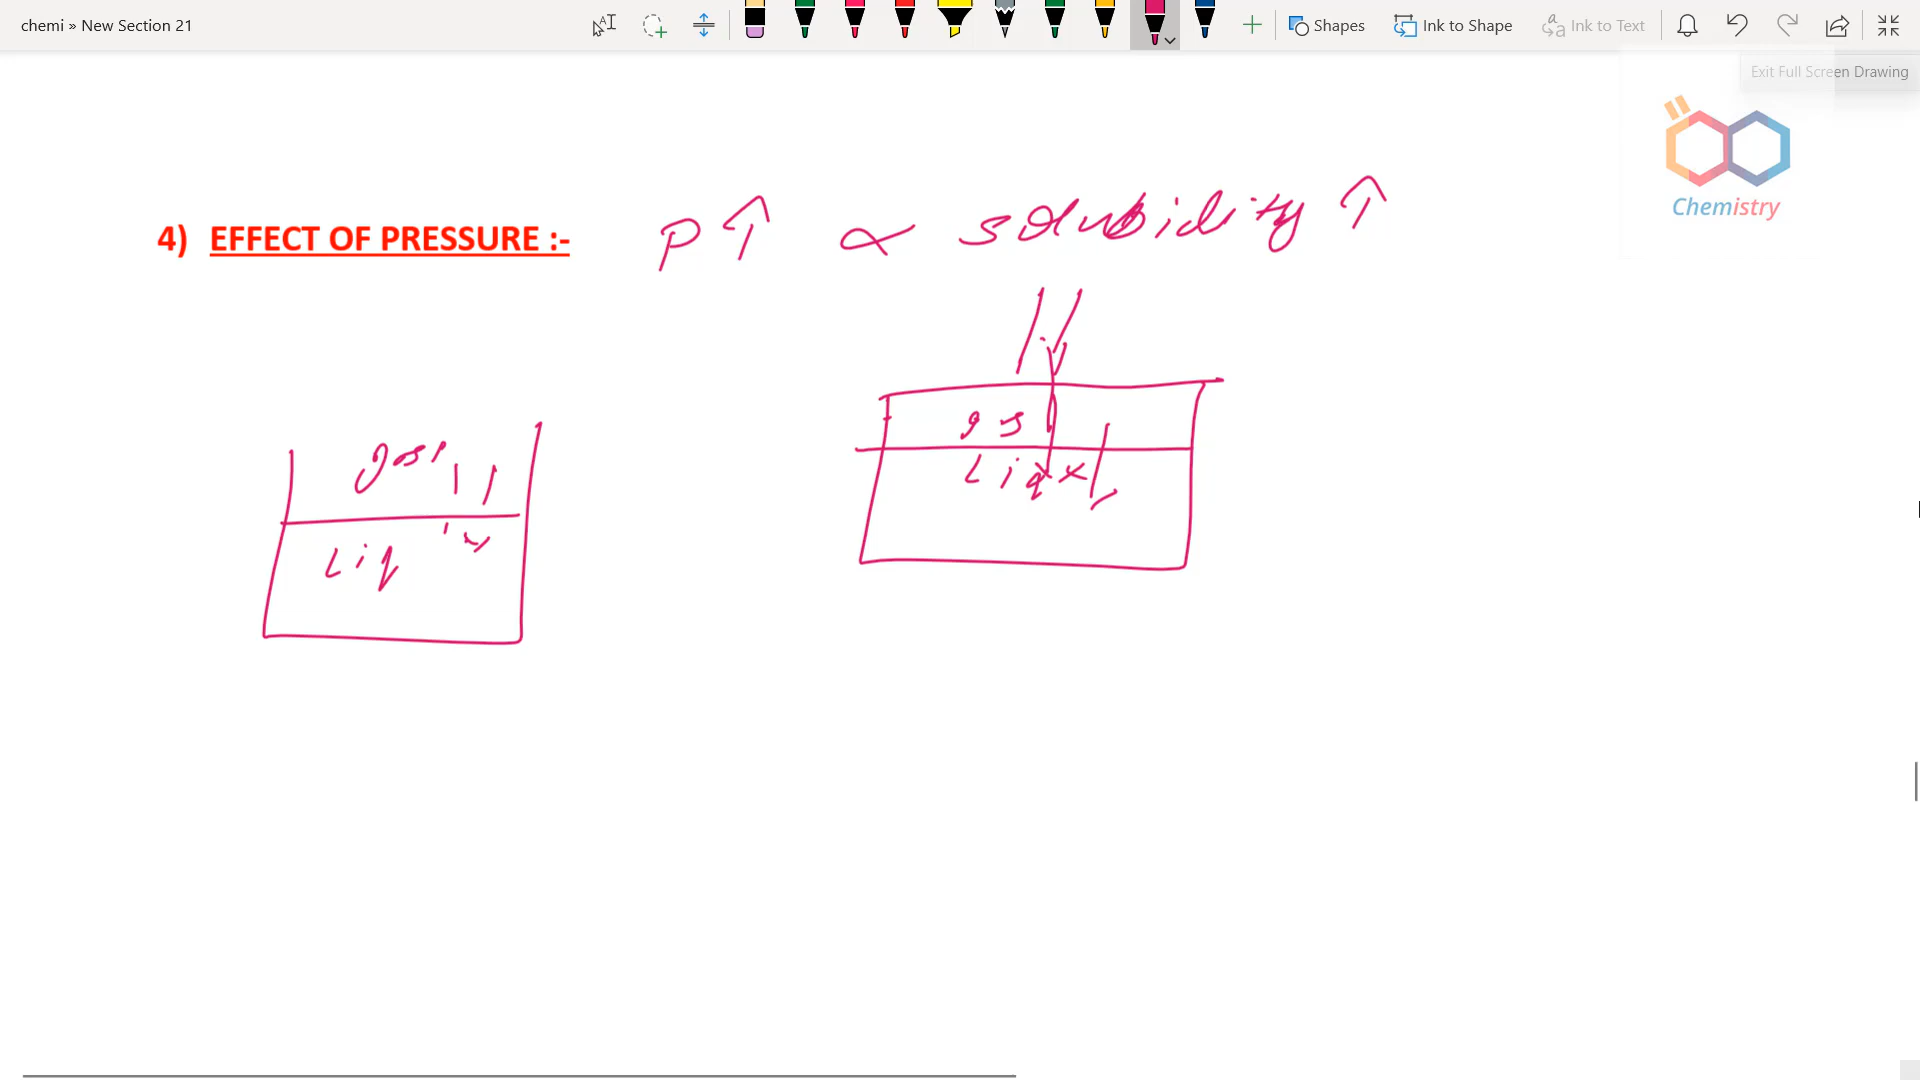 chemi » New Section 21
Shapes
Ink to Shape
Ink to Text
Exit Full Screen Drawing
Chemistry
4) EFFECT OF PRESSURE :- P ↑ ∝ solubility ↑
gas
liq
gs
Liq